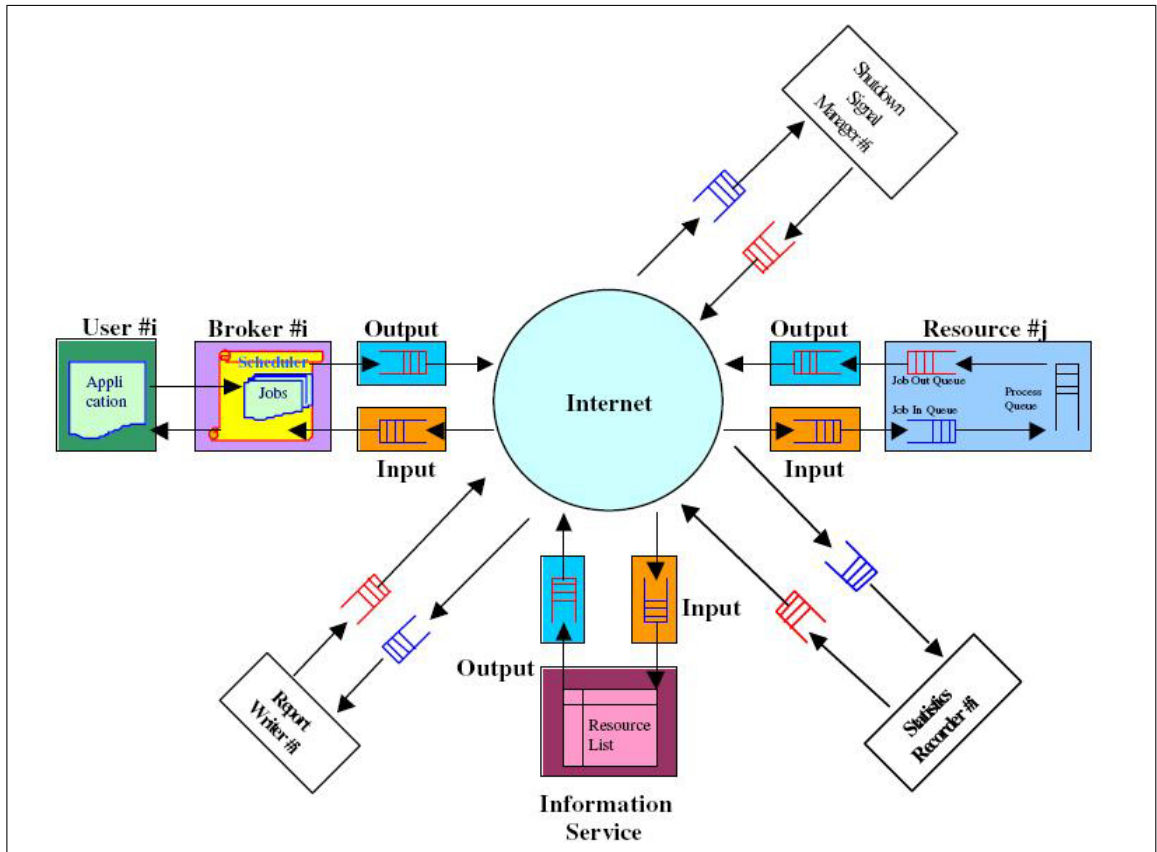 Shutdown
Signal
Manager #i
User #i
Broker #i
Output
Output
Resource #j
Scheduler
Appli
cation
Jobs
Internet
Job Out Queue
Process
Queue
Job In Queue
Input
Input
Input
Output
Report
Writer #i
Resource
List
Statistics
Recorder #i
Information
Service